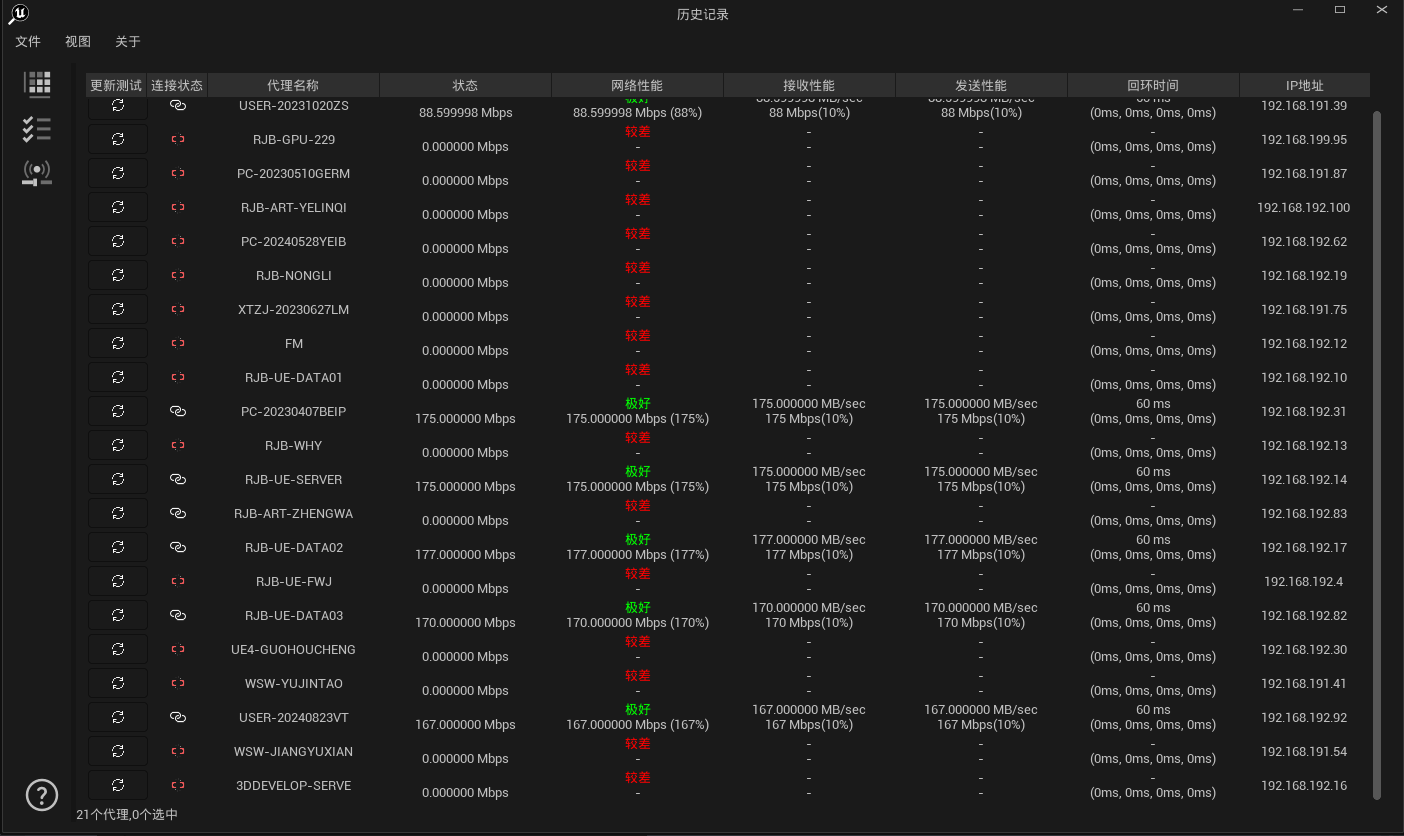 历史记录
文件 视图 关于
更新测试 连接状态 代理名称 状态 网络性能 接收性能 发送性能 回环时间 IP地址
USER-20231020ZS 192.168.191.39
88.599998 Mbps 88.599998 Mbps (88%) 88 Mbps(10%) 88 Mbps(10%) (0ms, 0ms, 0ms, 0ms)
较差 - - -
RJB-GPU-229 192.168.199.95
0.000000 Mbps - - - (0ms, 0ms, 0ms, 0ms)
较差 - - -
PC-20230510GERM 192.168.191.87
0.000000 Mbps - - - (0ms, 0ms, 0ms, 0ms)
较差 - - -
RJB-ART-YELINQI 192.168.192.100
0.000000 Mbps - - - (0ms, 0ms, 0ms, 0ms)
较差 - - -
PC-20240528YEIB 192.168.192.62
0.000000 Mbps - - - (0ms, 0ms, 0ms, 0ms)
较差 - - -
RJB-NONGLI 192.168.192.19
0.000000 Mbps - - - (0ms, 0ms, 0ms, 0ms)
较差 - - -
XTZJ-20230627LM 192.168.191.75
0.000000 Mbps - - - (0ms, 0ms, 0ms, 0ms)
较差 - - -
FM 192.168.192.12
0.000000 Mbps - - - (0ms, 0ms, 0ms, 0ms)
较差 - - -
RJB-UE-DATA01 192.168.192.10
0.000000 Mbps - - - (0ms, 0ms, 0ms, 0ms)
极好 175.000000 MB/sec 175.000000 MB/sec 60 ms
PC-20230407BEIP 192.168.192.31
175.000000 Mbps 175.000000 Mbps (175%) 175 Mbps(10%) 175 Mbps(10%) (0ms, 0ms, 0ms, 0ms)
较差 - - -
RJB-WHY 192.168.192.13
0.000000 Mbps - - - (0ms, 0ms, 0ms, 0ms)
极好 175.000000 MB/sec 175.000000 MB/sec 60 ms
RJB-UE-SERVER 192.168.192.14
175.000000 Mbps 175.000000 Mbps (175%) 175 Mbps(10%) 175 Mbps(10%) (0ms, 0ms, 0ms, 0ms)
较差 - - -
RJB-ART-ZHENGWA 192.168.192.83
0.000000 Mbps - - - (0ms, 0ms, 0ms, 0ms)
极好 177.000000 MB/sec 177.000000 MB/sec 60 ms
RJB-UE-DATA02 192.168.192.17
177.000000 Mbps 177.000000 Mbps (177%) 177 Mbps(10%) 177 Mbps(10%) (0ms, 0ms, 0ms, 0ms)
较差 - - -
RJB-UE-FWJ 192.168.192.4
0.000000 Mbps - - - (0ms, 0ms, 0ms, 0ms)
极好 170.000000 MB/sec 170.000000 MB/sec 60 ms
RJB-UE-DATA03 192.168.192.82
170.000000 Mbps 170.000000 Mbps (170%) 170 Mbps(10%) 170 Mbps(10%) (0ms, 0ms, 0ms, 0ms)
较差 - - -
UE4-GUOHOUCHENG 192.168.192.30
0.000000 Mbps - - - (0ms, 0ms, 0ms, 0ms)
较差 - - -
WSW-YUJINTAO 192.168.191.41
0.000000 Mbps - - - (0ms, 0ms, 0ms, 0ms)
极好 167.000000 MB/sec 167.000000 MB/sec 60 ms
USER-20240823VT 192.168.192.92
167.000000 Mbps 167.000000 Mbps (167%) 167 Mbps(10%) 167 Mbps(10%) (0ms, 0ms, 0ms, 0ms)
较差 - - -
WSW-JIANGYUXIAN 192.168.191.54
0.000000 Mbps - - - (0ms, 0ms, 0ms, 0ms)
较差 - - -
3DDEVELOP-SERVE 192.168.192.16
0.000000 Mbps - - - (0ms, 0ms, 0ms, 0ms)
21个代理,0个选中